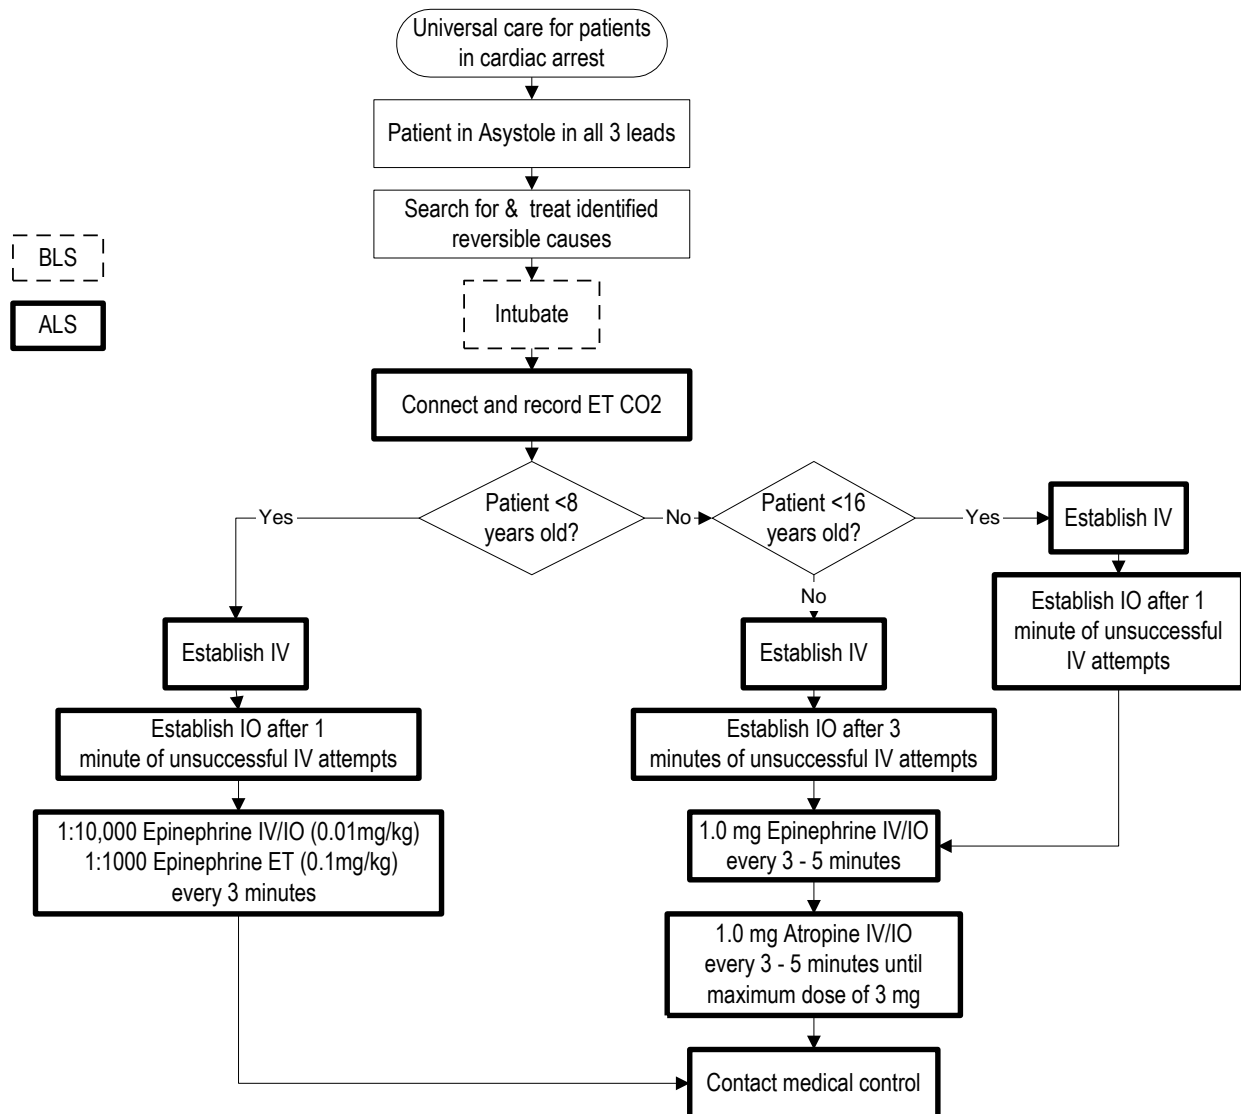 Universal care for patients
in cardiac arrest
Patient in Asystole in all 3 leads
Search for & treat identified
reversible causes
BLS
ALS
Intubate
Connect and record ET CO2
Patient <8
years old?
Yes
No
Patient <16
years old?
Yes
No
Establish IV
Establish IO after 1
minute of unsuccessful
IV attempts
Establish IV
Establish IO after 1
minute of unsuccessful IV attempts
1:10,000 Epinephrine IV/IO (0.01mg/kg)
1:1000 Epinephrine ET (0.1mg/kg)
every 3 minutes
Establish IV
Establish IO after 3
minutes of unsuccessful IV attempts
1.0 mg Epinephrine IV/IO
every 3 - 5 minutes
1.0 mg Atropine IV/IO
every 3 - 5 minutes until
maximum dose of 3 mg
Contact medical control